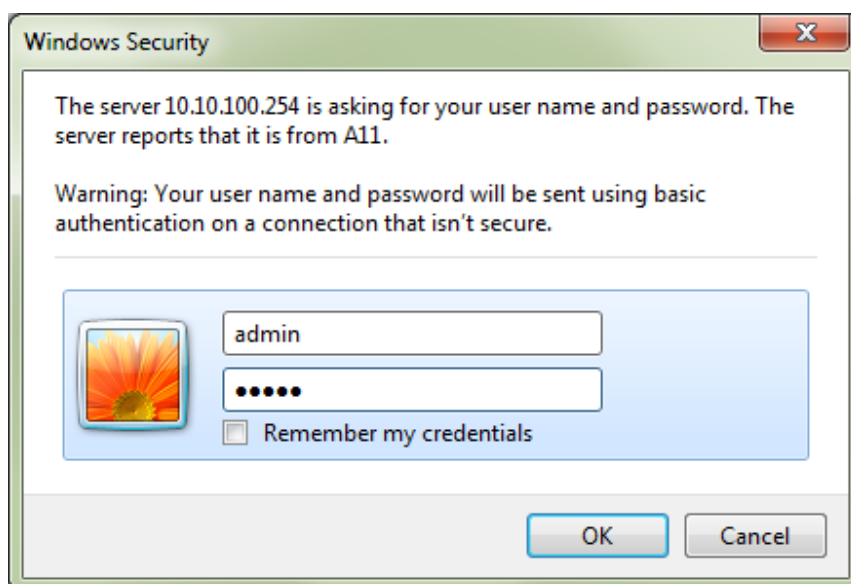 Windows Security
The server 10.10.100.254 is asking for your user name and password. The
server reports that it is from A11.
Warning: Your user name and password will be sent using basic
authentication on a connection that isn't secure.
admin
●●●●●
Remember my credentials
OK
Cancel